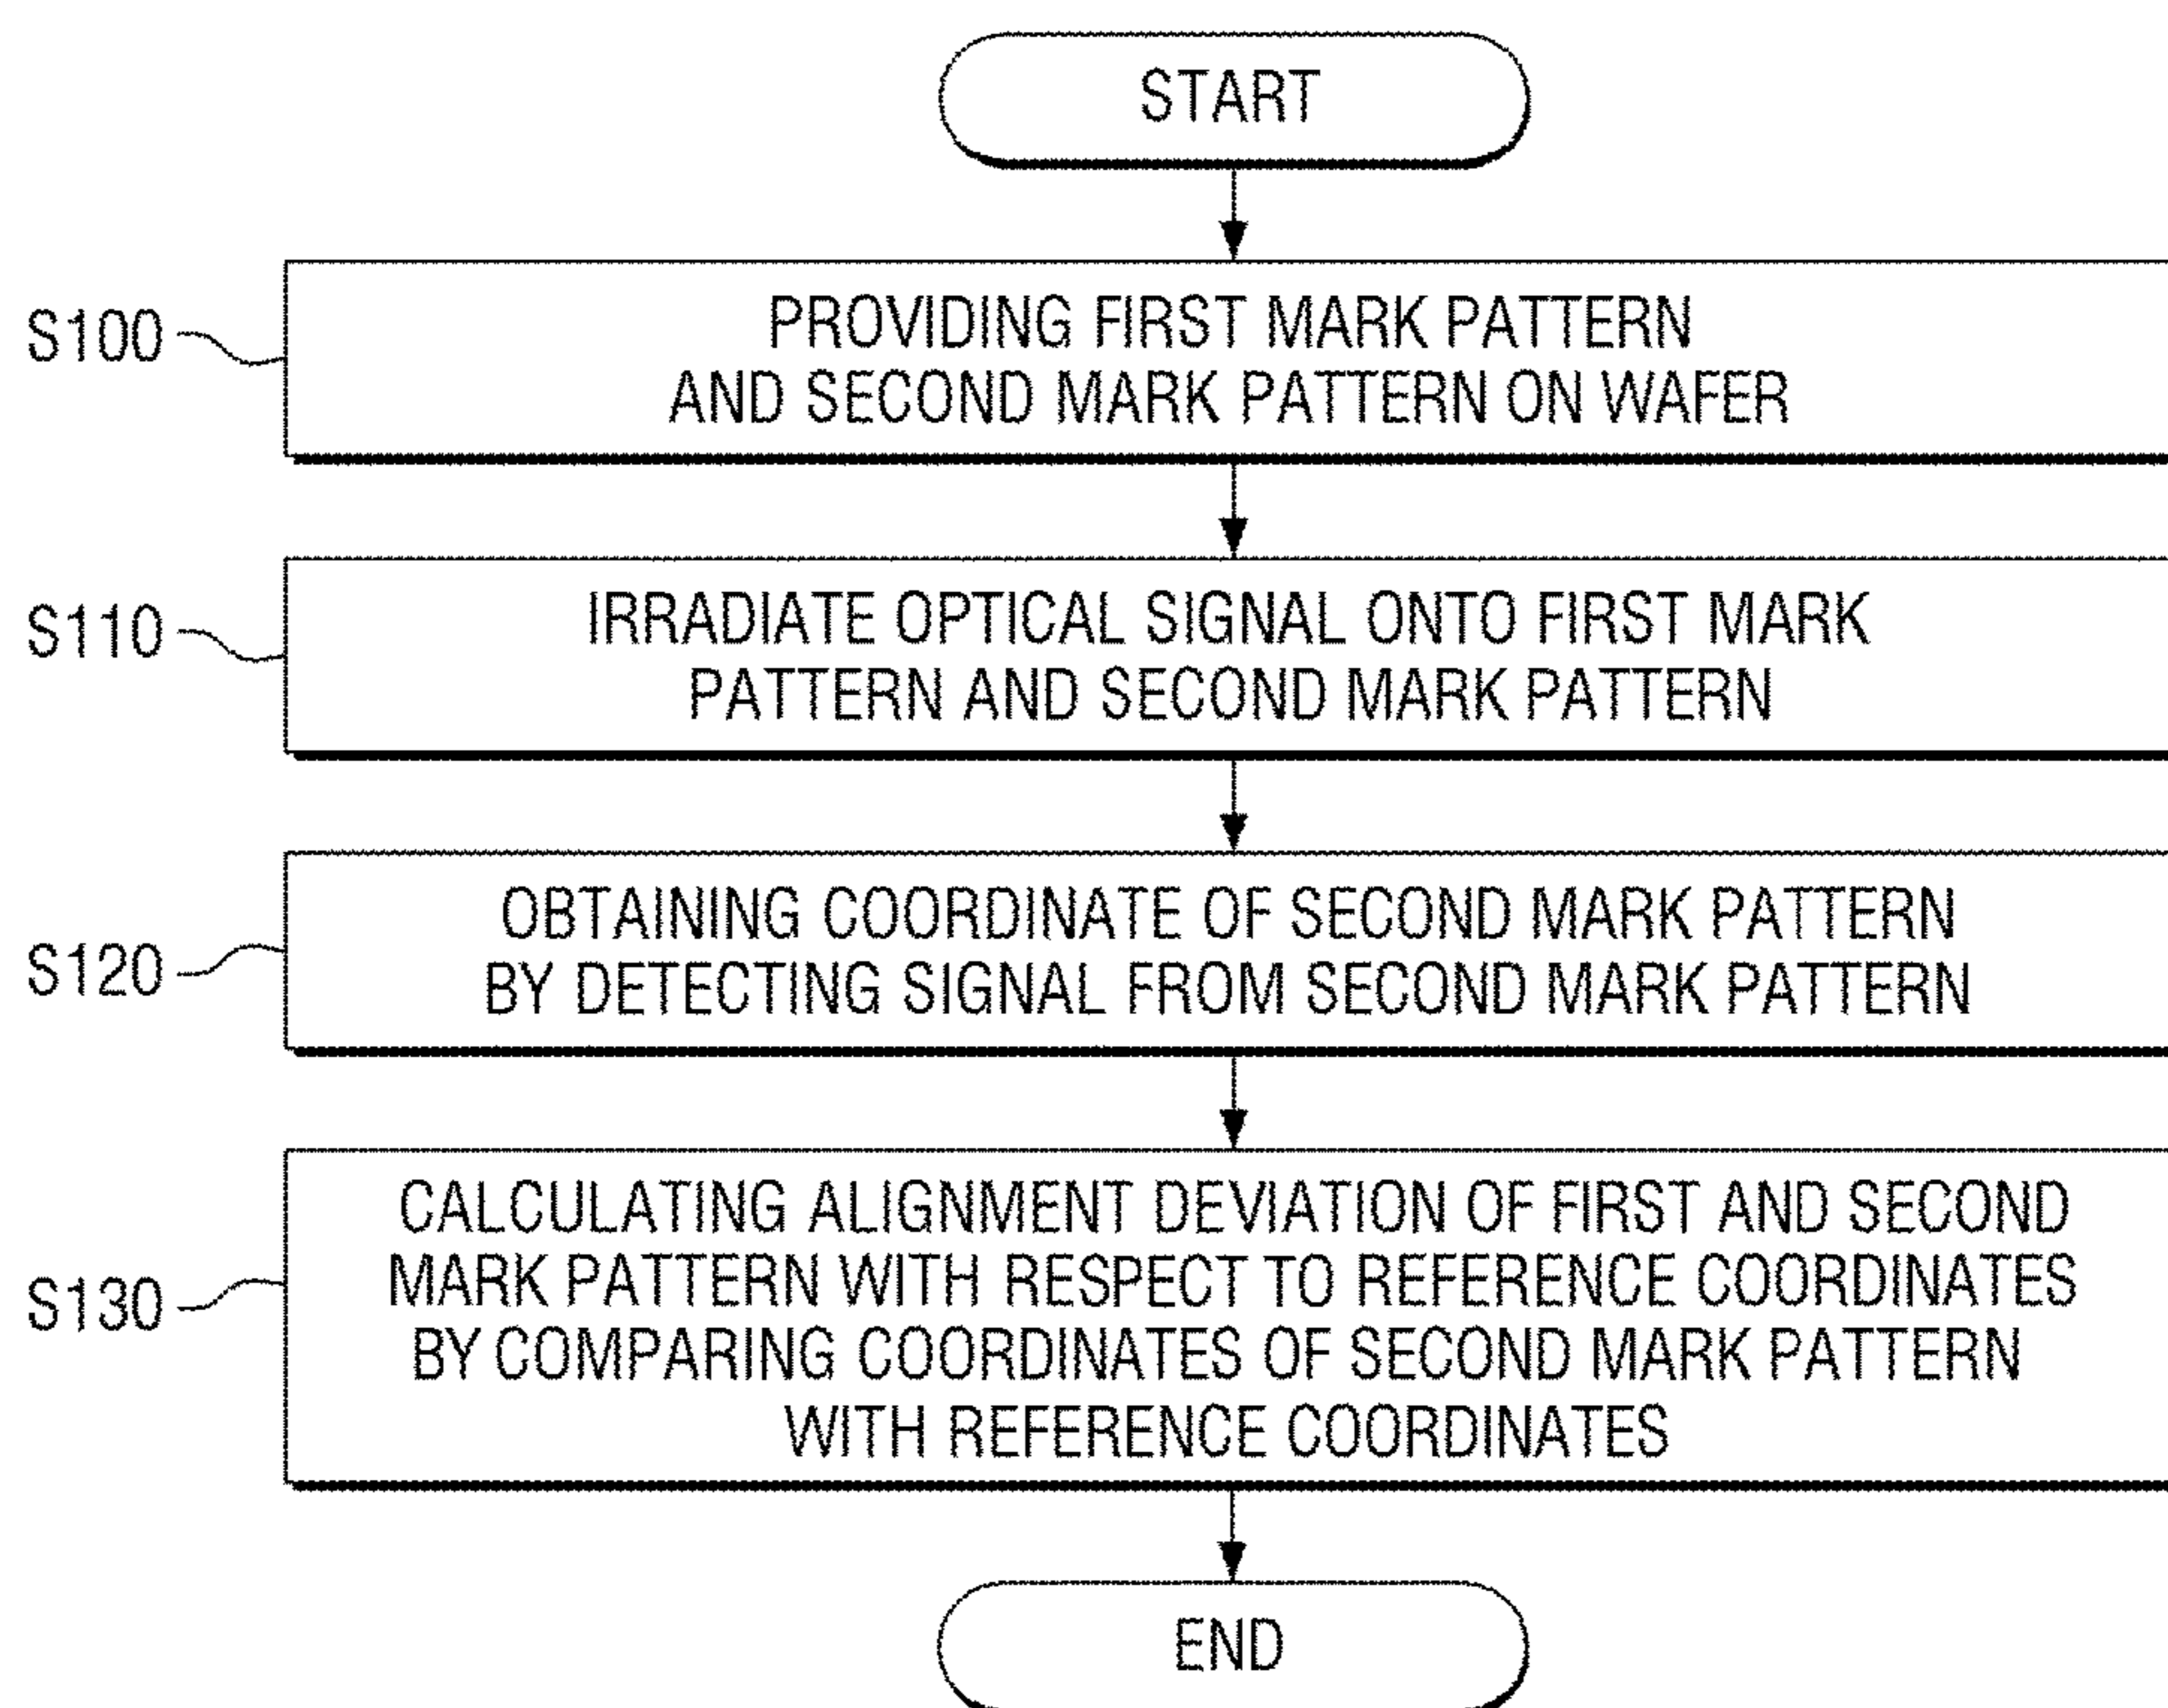 START
S100
PROVIDING FIRST MARK PATTERN
AND SECOND MARK PATTERN ON WAFER
S110
IRRADIATE OPTICAL SIGNAL ONTO FIRST MARK
PATTERN AND SECOND MARK PATTERN
S120
OBTAINING COORDINATE OF SECOND MARK PATTERN
BY DETECTING SIGNAL FROM SECOND MARK PATTERN
S130
CALCULATING ALIGNMENT DEVIATION OF FIRST AND SECOND
MARK PATTERN WITH RESPECT TO REFERENCE COORDINATES
BY COMPARING COORDINATES OF SECOND MARK PATTERN
WITH REFERENCE COORDINATES
END